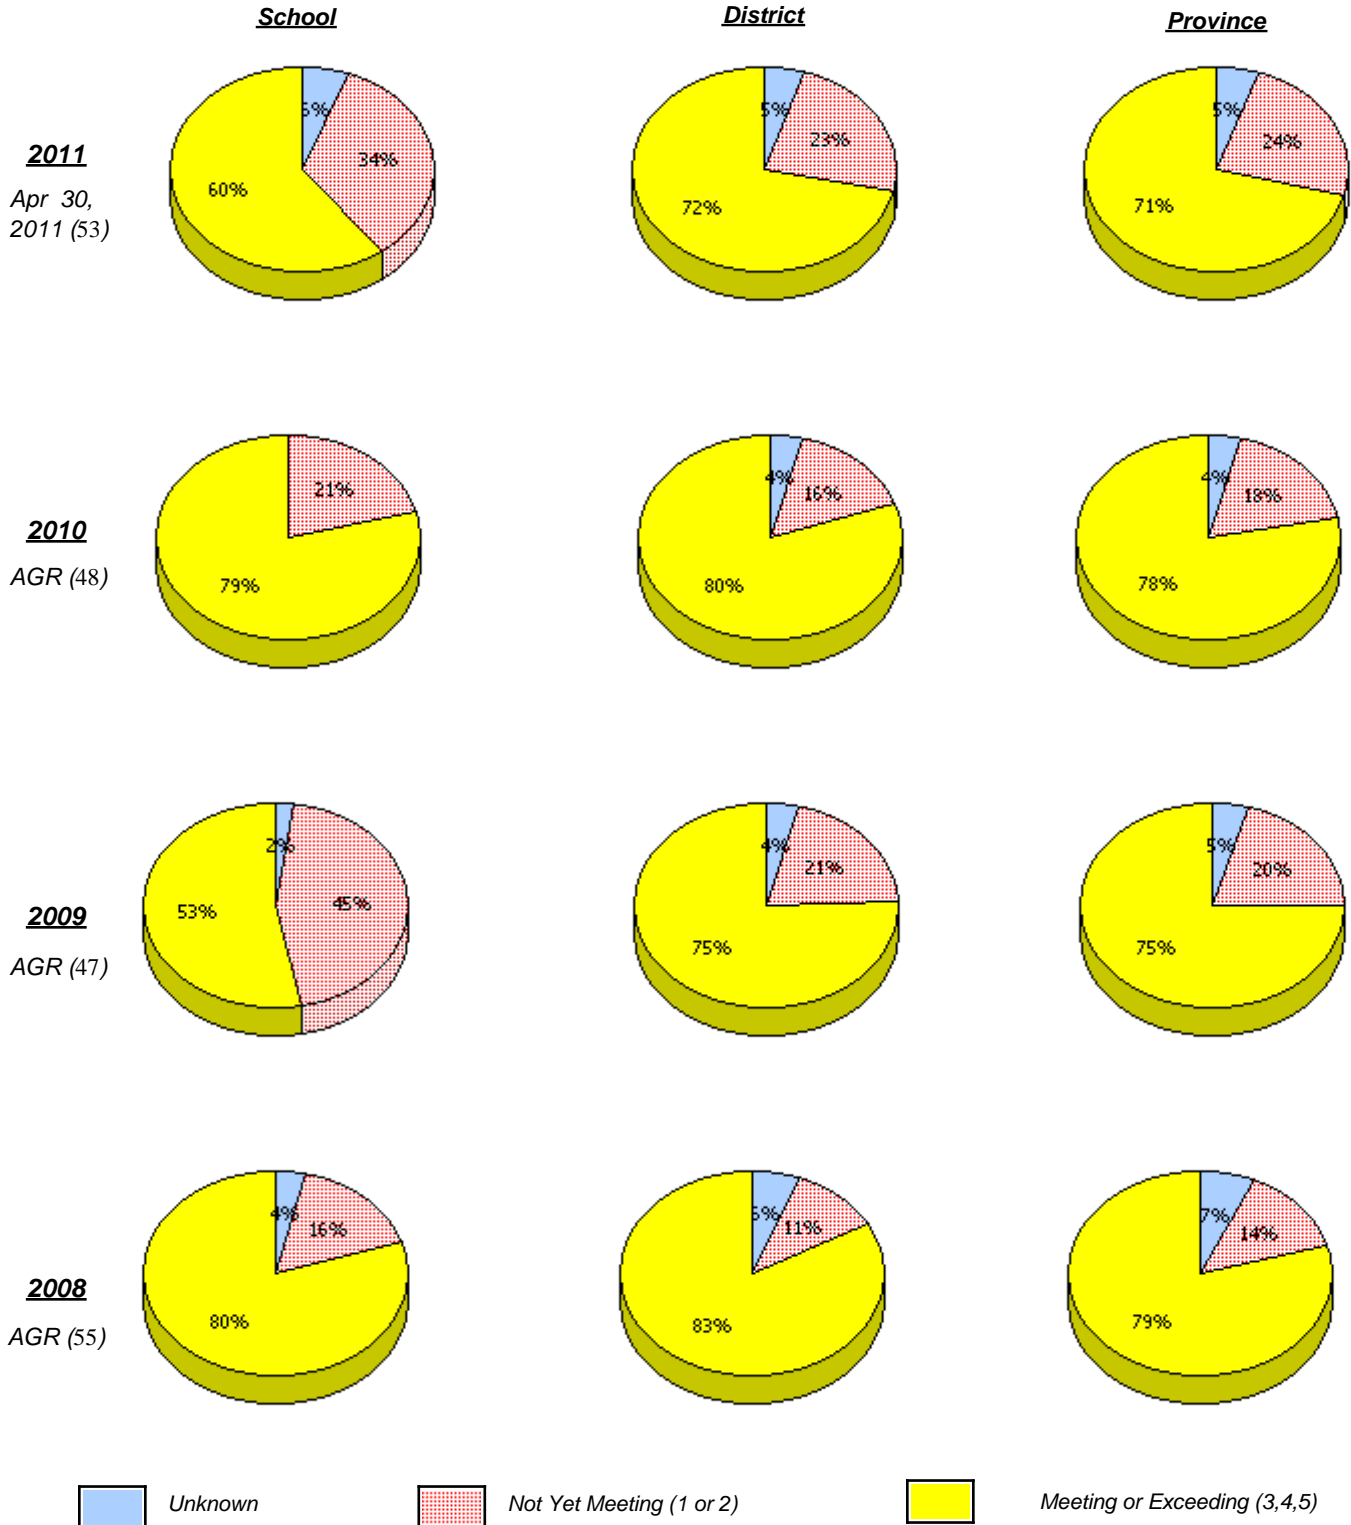 School District Province
2011
Apr 30,
2011 (53)
5% 34% 60%
5% 23% 72%
5% 24% 71%
2010
AGR (48)
21% 79%
4% 16% 80%
4% 18% 78%
2009
AGR (47)
2% 45% 53%
4% 21% 75%
5% 20% 75%
2008
AGR (55)
4% 16% 80%
11% 83%
7% 14% 79%
Unknown Not Yet Meeting (1 or 2) Meeting or Exceeding (3,4,5)